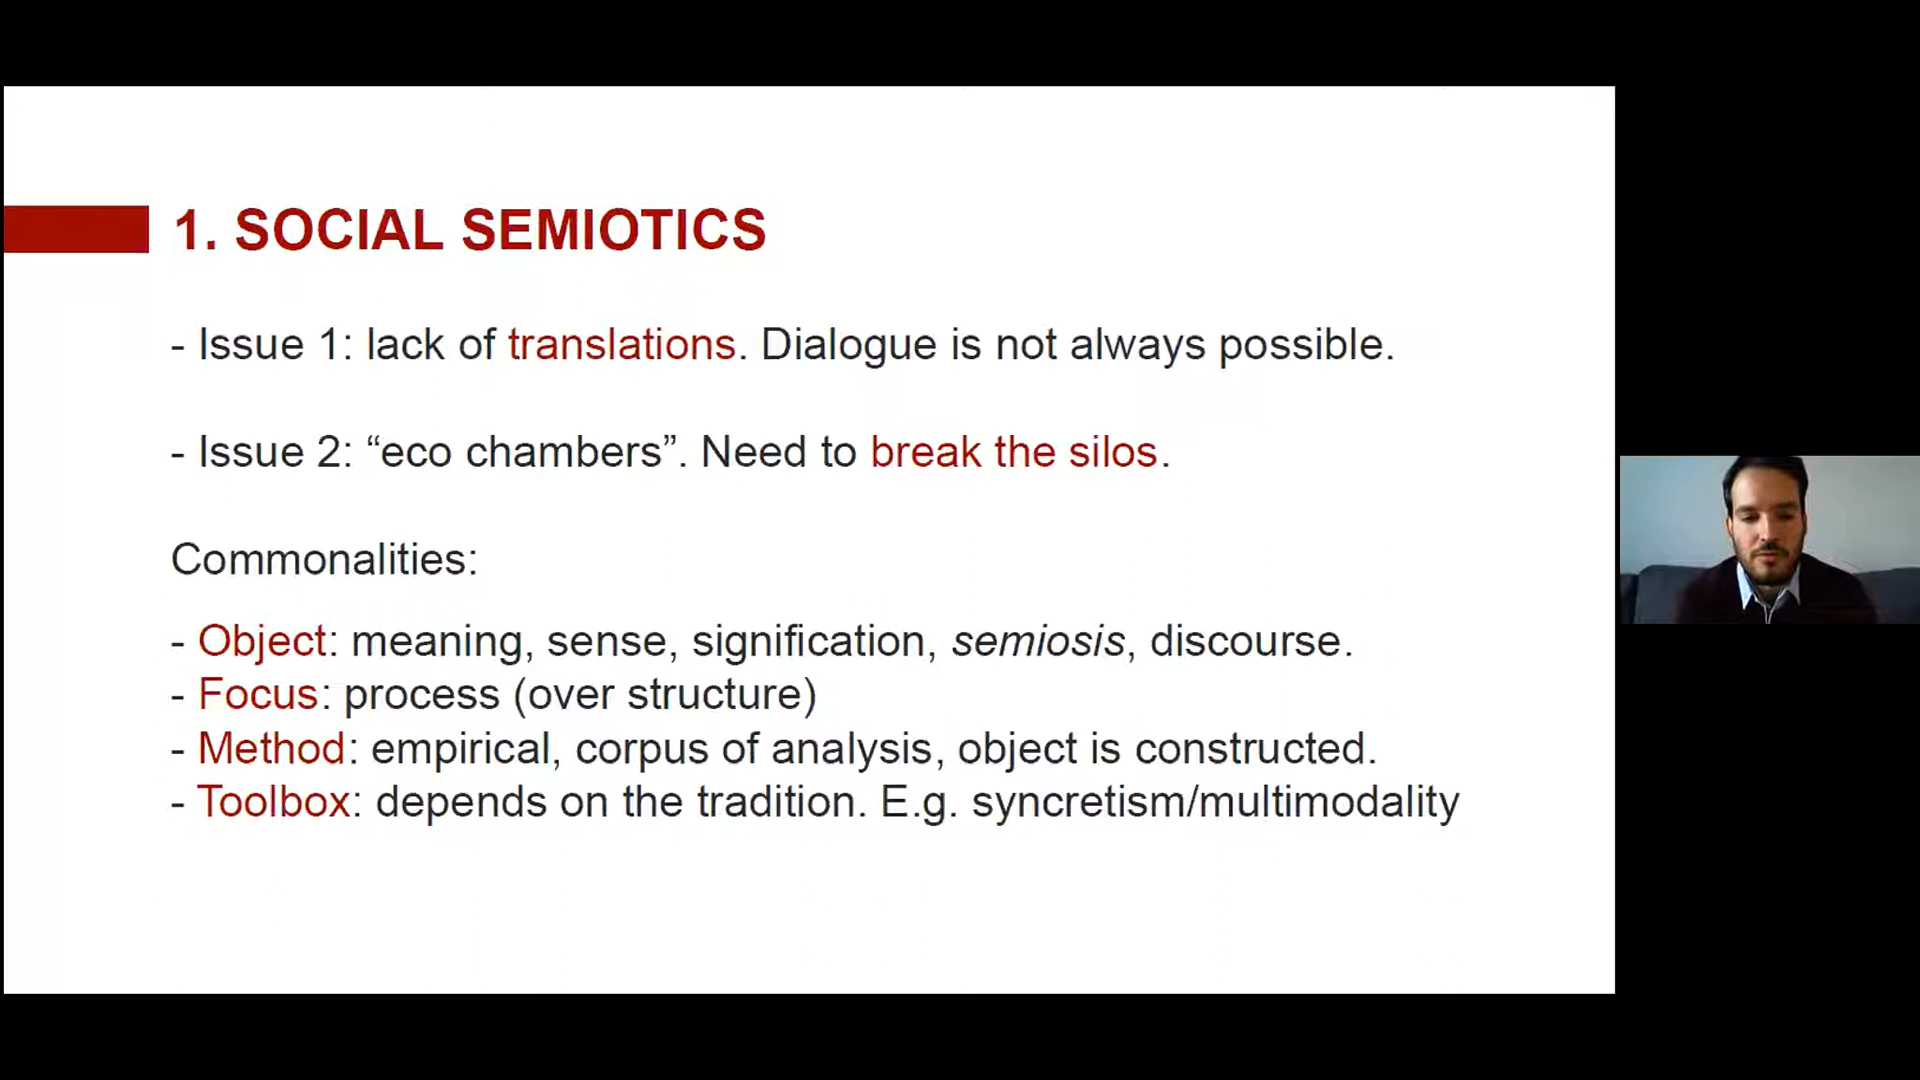 1. SOCIAL SEMIOTICS
- Issue 1: lack of translations. Dialogue is not always possible.
- Issue 2: “eco chambers”. Need to break the silos.
Commonalities:
- Object: meaning, sense, signification, semiosis, discourse.
- Focus: process (over structure)
- Method: empirical, corpus of analysis, object is constructed.
- Toolbox: depends on the tradition. E.g. syncretism/multimodality